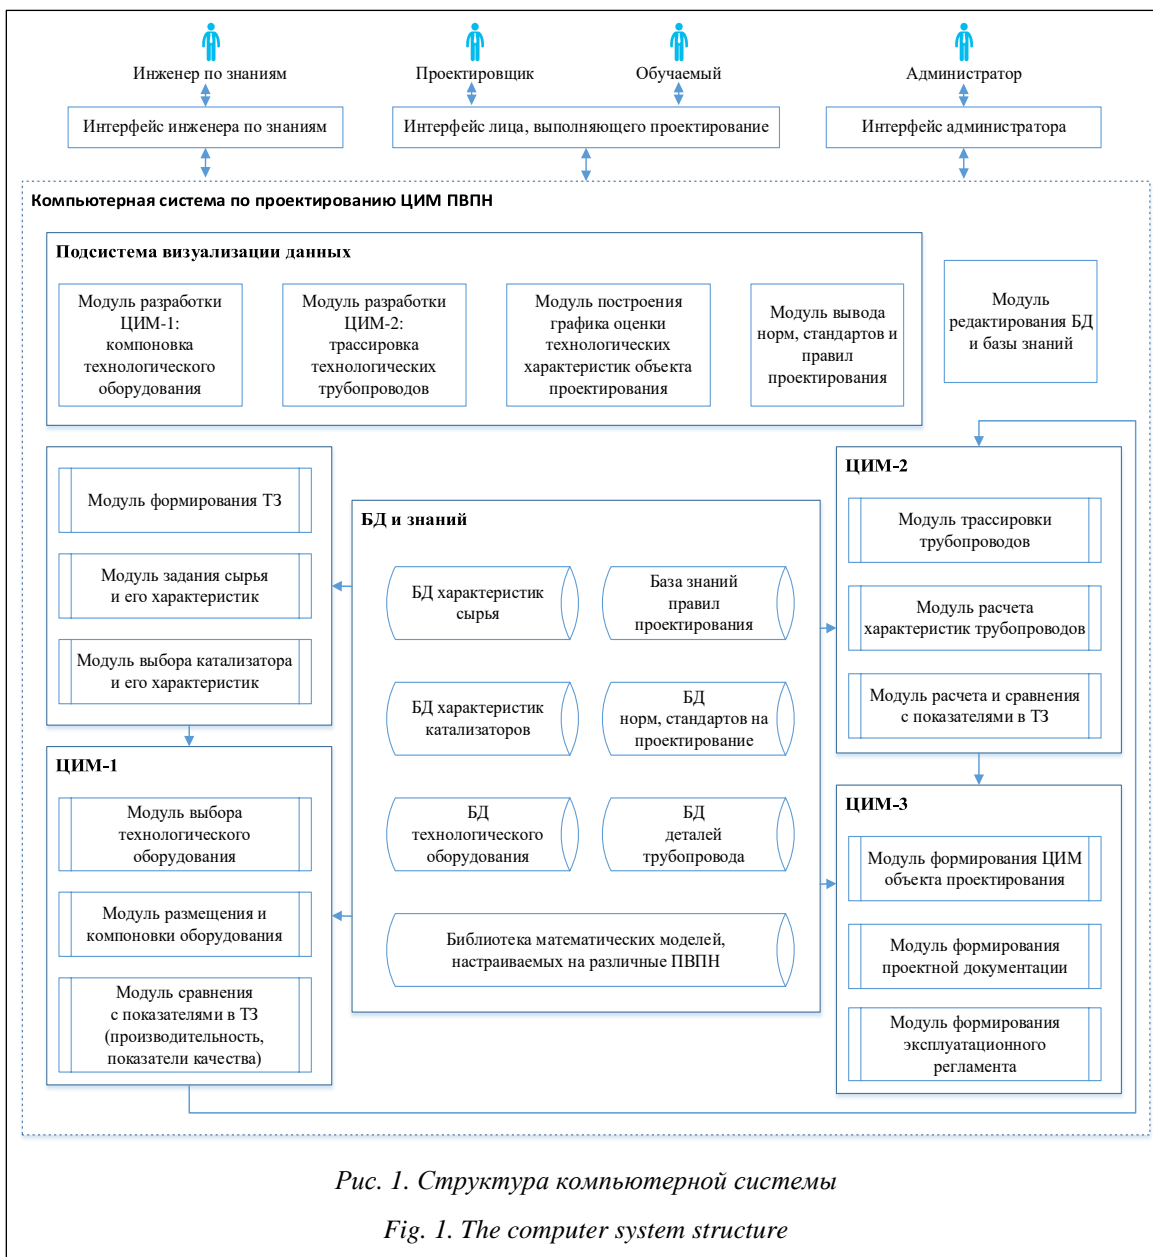 Инженер по знаниям
Проектировщик
Обучаемый
Администратор
Интерфейс инженера по знаниям
Интерфейс лица, выполняющего проектирование
Интерфейс администратора
Компьютерная система по проектированию ЦИМ ПВПН
Подсистема визуализации данных
Модуль разработки
ЦИМ-1:
компоновка
технологического
оборудования
Модуль разработки
ЦИМ-2:
трассировка
технологических
трубопроводов
Модуль построения
графика оценки
технологических
характеристик объекта
проектирования
Модуль вывода
норм, стандартов и
правил
проектирования
Модуль
редактирования БД
и базы знаний
Модуль формирования ТЗ
Модуль задания сырья
и его характеристик
Модуль выбора катализатора
и его характеристик
ЦИМ-1
Модуль выбора
технологического
оборудования
Модуль размещения и
компоновки оборудования
Модуль сравнения
с показателями в ТЗ
(производительность,
показатели качества)
БД и знаний
БД характеристик
сырья
База знаний
правил
проектирования
БД характеристик
катализаторов
БД
норм, стандартов на
проектирование
БД
технологического
оборудования
БД
деталей
трубопровода
Библиотека математических моделей,
настраиваемых на различные ПВПН
ЦИМ-2
Модуль трассировки
трубопроводов
Модуль расчета
характеристик трубопроводов
Модуль расчета и сравнения
с показателями в ТЗ
ЦИМ-3
Модуль формирования ЦИМ
объекта проектирования
Модуль формирования
проектной документации
Модуль формирования
эксплуатационного
регламента
Рис. 1. Структура компьютерной системы
Fig. 1. The computer system structure